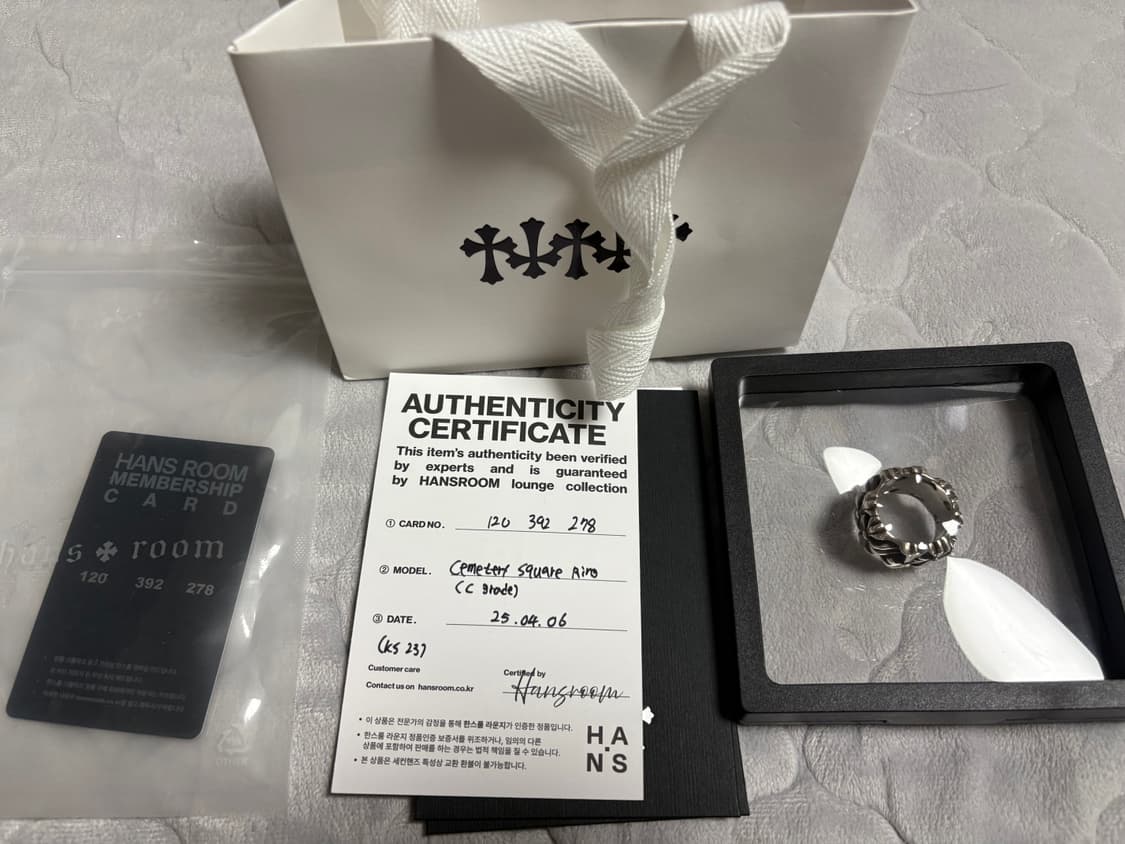 AUTHENTICITY
CERTIFICATE
This item's authenticity been verified
by experts and is guaranteed
by HANSROOM lounge collection
① CARD NO. 120 392 278
② MODEL. Cemetery Square Ring
(C grade)
③ DATE. 25.04.06
(KS 23)
Customer care
Contact us on hansroom.co.kr
Certified by
Hansroom
• 이 상품은 전문가의 감정을 통해 한스룸 라운지가 인증한 정품입니다.
• 한스룸 라운지 정품인증 보증서를 위조하거나, 임의의 다른
상품에 포함하여 판매를 하는 경우는 법적 책임을 질 수 있습니다.
• 본 상품은 세컨핸즈 특성상 교환 환불이 불가능합니다.
H.A
N S
HANS ROOM
MEMBERSHIP
CARD
hans room
120 392 278
OTHER